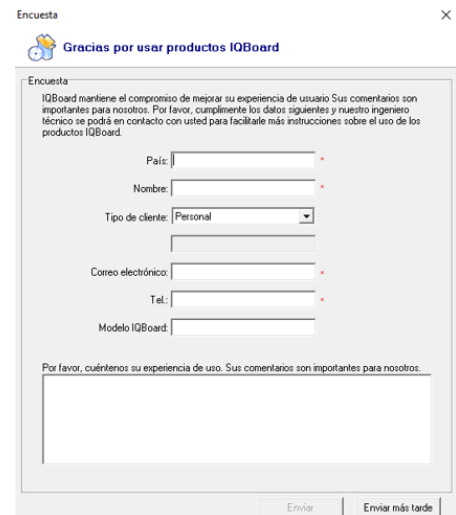 Encuesta
Gracias por usar productos IQBoard
Encuesta
IQBoard mantiene el compromiso de mejorar su experiencia de usuario Sus comentarios son
importantes para nosotros. Por favor, cumplimente los datos siguientes y nuestro ingeniero
técnico se podrá en contacto con usted para facilitarle más instrucciones sobre el uso de los
productos IQBoard.
País: *
Nombre: *
Tipo de cliente: Personal
Correo electrónico: *
Tel.: *
Modelo IQBoard:
Por favor, cuéntenos su experiencia de uso. Sus comentarios son importantes para nosotros.
Enviar Enviar más tarde